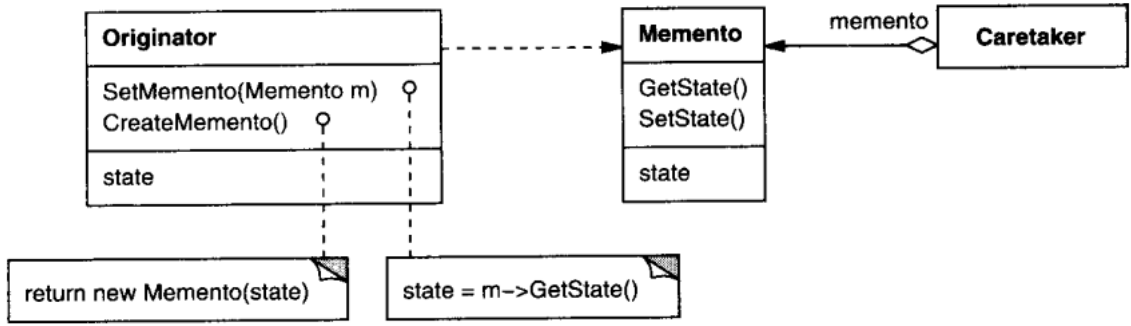 Originator
SetMemento(Memento m)
CreateMemento()
state
return new Memento(state)
state = m->GetState()
Memento
GetState()
SetState()
state
memento
Caretaker